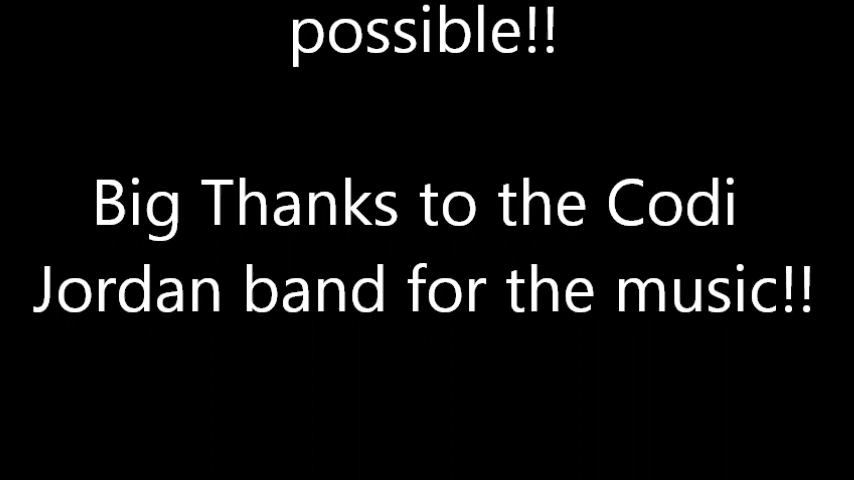 possible!!
Big Thanks to the Codi
Jordan band for the music!!